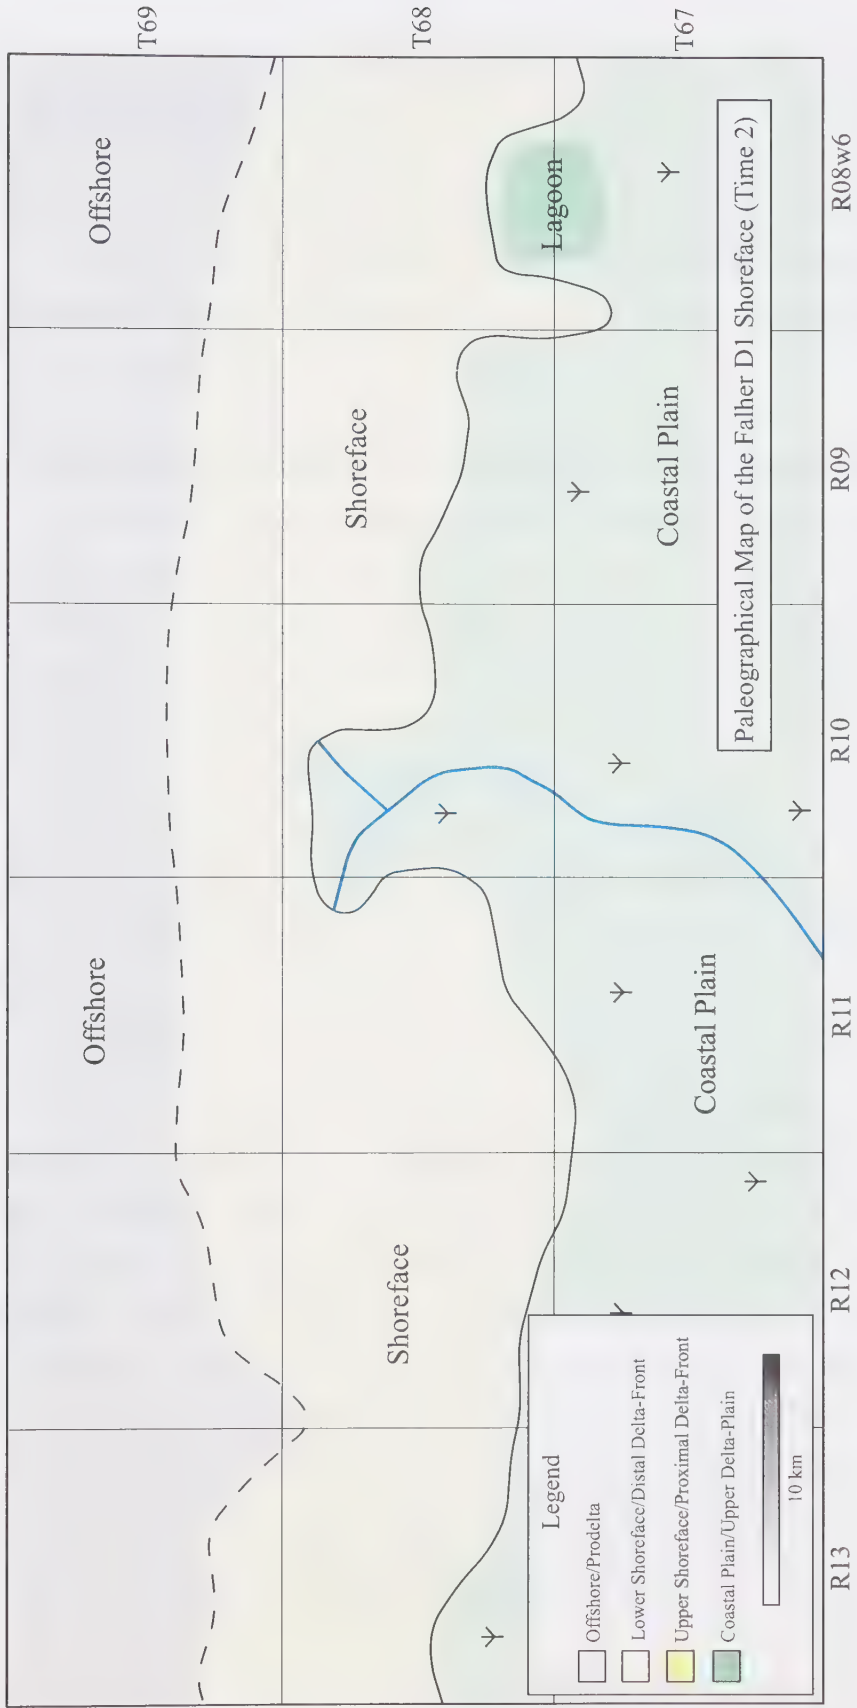 T69
T68
T67
Offshore
Offshore
Shoreface
Shoreface
Lagoon
Coastal Plain
Coastal Plain
Paleographical Map of the Falher D1 Shoreface (Time 2)
Legend
Offshore/Prodelta
Lower Shoreface/Distal Delta-Front
Upper Shoreface/Proximal Delta-Front
Coastal Plain/Upper Delta-Plain
10 km
R13
R12
R11
R10
R09
R08w6